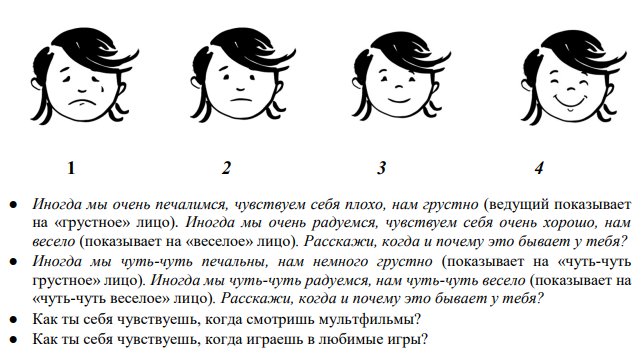 1 2 3 4
● Иногда мы очень печалимся, чувствуем себя плохо, нам грустно (ведущий показывает
на «грустное» лицо). Иногда мы очень радуемся, чувствуем себя очень хорошо, нам
весело (показывает на «веселое» лицо). Расскажи, когда и почему это бывает у тебя?
● Иногда мы чуть-чуть печальны, нам немного грустно (показывает на «чуть-чуть
грустное» лицо). Иногда мы чуть-чуть радуемся, нам чуть-чуть весело (показывает на
«чуть-чуть веселое» лицо). Расскажи, когда и почему это бывает у тебя?
● Как ты себя чувствуешь, когда смотришь мультфильмы?
● Как ты себя чувствуешь, когда играешь в любимые игры?